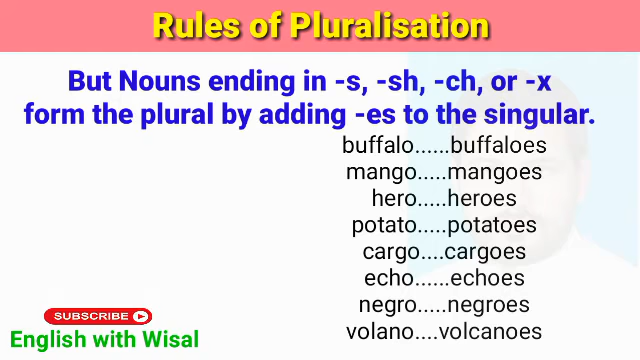 Rules of Pluralisation
But Nouns ending in -s, -sh, -ch, or -x
form the plural by adding -es to the singular.
buffalo......buffaloes
mango.....mangoes
hero.....heroes
potato.....potatoes
cargo....cargoes
echo......echoes
negro.....negroes
volano....volcanoes
SUBSCRIBE
English with Wisal